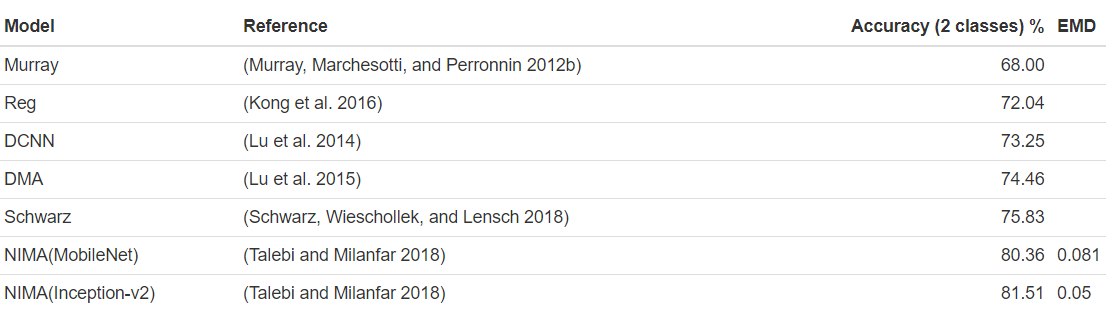 Model Reference Accuracy (2 classes) % EMD
Murray (Murray, Marchesotti, and Perronnin 2012b) 68.00
Reg (Kong et al. 2016) 72.04
DCNN (Lu et al. 2014) 73.25
DMA (Lu et al. 2015) 74.46
Schwarz (Schwarz, Wieschollek, and Lensch 2018) 75.83
NIMA(MobileNet) (Talebi and Milanfar 2018) 80.36 0.081
NIMA(Inception-v2) (Talebi and Milanfar 2018) 81.51 0.05